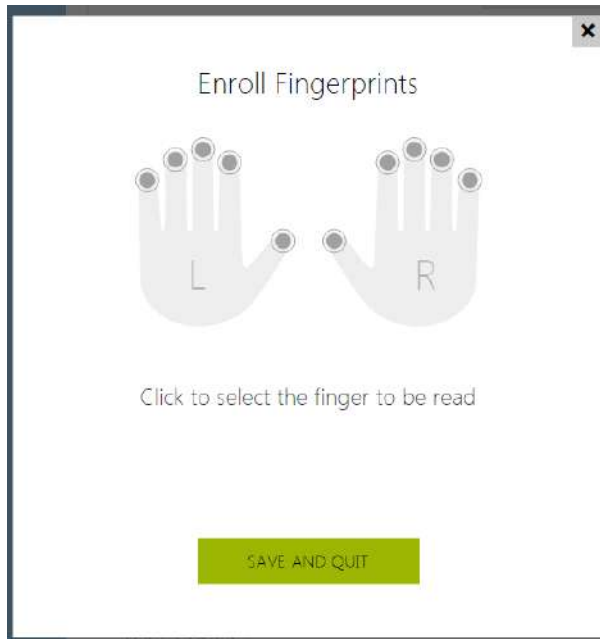 Enroll Fingerprints
L R
Click to select the finger to be read
SAVE AND QUIT